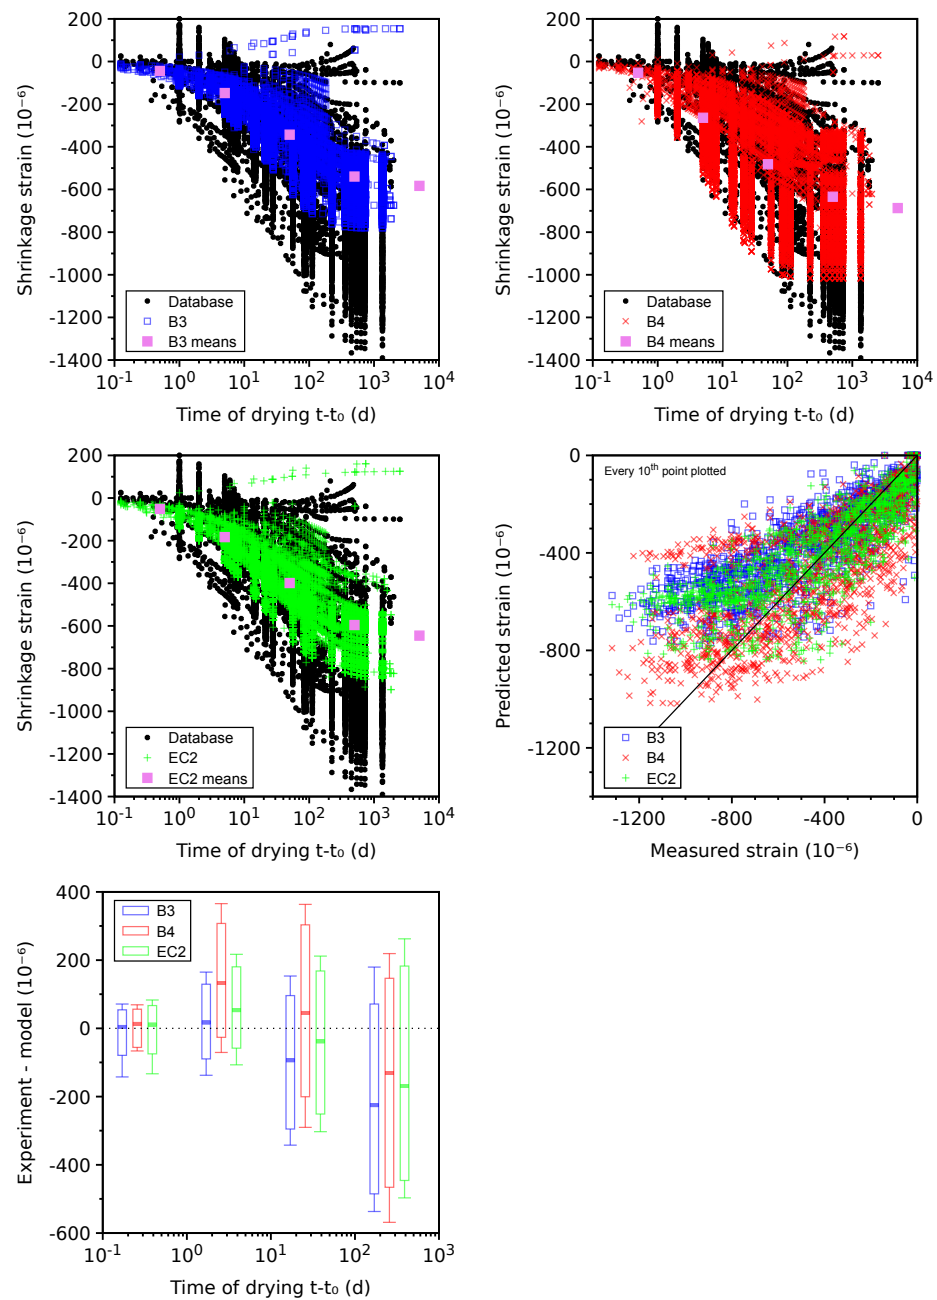 200
0
-200
-400
-600
-800
-1000
-1200
-1400
Shrinkage strain (10⁻⁶)
Database
B3
B3 means
10⁻¹ 10⁰ 10¹ 10² 10³ 10⁴
Time of drying t-t₀ (d)
200
0
-200
-400
-600
-800
-1000
-1200
-1400
Shrinkage strain (10⁻⁶)
Database
B4
B4 means
10⁻¹ 10⁰ 10¹ 10² 10³ 10⁴
Time of drying t-t₀ (d)
200
0
-200
-400
-600
-800
-1000
-1200
-1400
Shrinkage strain (10⁻⁶)
Database
EC2
EC2 means
10⁻¹ 10⁰ 10¹ 10² 10³ 10⁴
Time of drying t-t₀ (d)
0
-400
-800
-1200
Predicted strain (10⁻⁶)
Every 10ᵗʰ point plotted
B3
B4
EC2
-1200 -800 -400 0
Measured strain (10⁻⁶)
400
200
0
-200
-400
-600
Experiment - model (10⁻⁶)
B3
B4
EC2
10⁻¹ 10⁰ 10¹ 10² 10³
Time of drying t-t₀ (d)